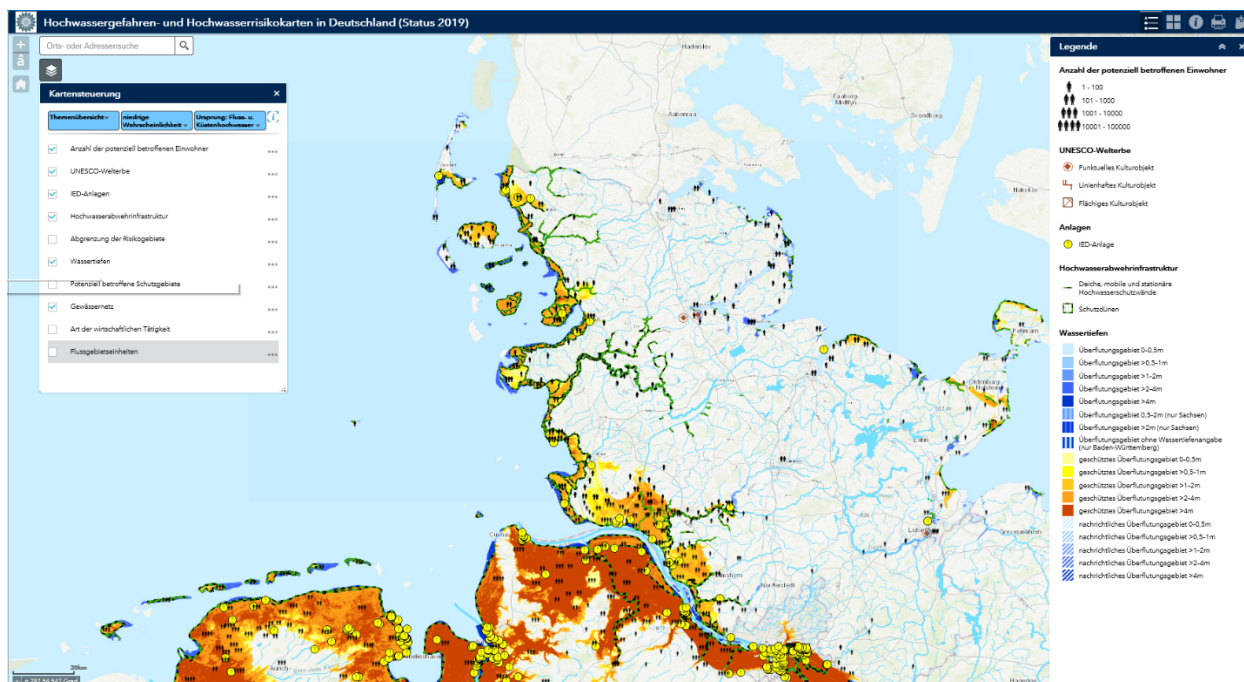 Hochwassergefahren- und Hochwasserrisikokarten in Deutschland (Status 2019)
Orts- oder Adressensuche
Kartensteuerung
Themenübersicht
niedrige Wahrscheinlichkeit
Ursprung: Fluss- u. Küstenhochwasser
Anzahl der potenziell betroffenen Einwohner
UNESCO-Welterbe
IED-Anlagen
Hochwasserabwehrinfrastruktur
Abgrenzung der Risikogebiete
Wassertiefen
Potenziell betroffene Schutzgebiete
Gewässernetz
Art der wirtschaftlichen Tätigkeit
Flussgebietseinheiten
Haderslev
Aabenraa
Svendborg
Oldenburg
Aurich
20km
Legende
Anzahl der potenziell betroffenen Einwohner
1 - 100
101 - 1000
1001 - 10000
10001 - 100000
UNESCO-Welterbe
Punktuelles Kulturobjekt
Linienhaftes Kulturobjekt
Flächiges Kulturobjekt
Anlagen
IED-Anlage
Hochwasserabwehrinfrastruktur
Deiche, mobile und stationäre
Hochwasserschutzwände
Schutzdünen
Wassertiefen
Überflutungsgebiet 0-0,5m
Überflutungsgebiet >0,5-1m
Überflutungsgebiet >1-2m
Überflutungsgebiet >2-4m
Überflutungsgebiet >4m
Überflutungsgebiet 0,5-2m (nur Sachsen)
Überflutungsgebiet >2m (nur Sachsen)
Überflutungsgebiet ohne Wassertiefenangabe
(nur Baden-Württemberg)
geschütztes Überflutungsgebiet 0-0,5m
geschütztes Überflutungsgebiet >0,5-1m
geschütztes Überflutungsgebiet >1-2m
geschütztes Überflutungsgebiet >2-4m
geschütztes Überflutungsgebiet >4m
nachrichtliches Überflutungsgebiet 0-0,5m
nachrichtliches Überflutungsgebiet >0,5-1m
nachrichtliches Überflutungsgebiet >1-2m
nachrichtliches Überflutungsgebiet >2-4m
nachrichtliches Überflutungsgebiet >4m